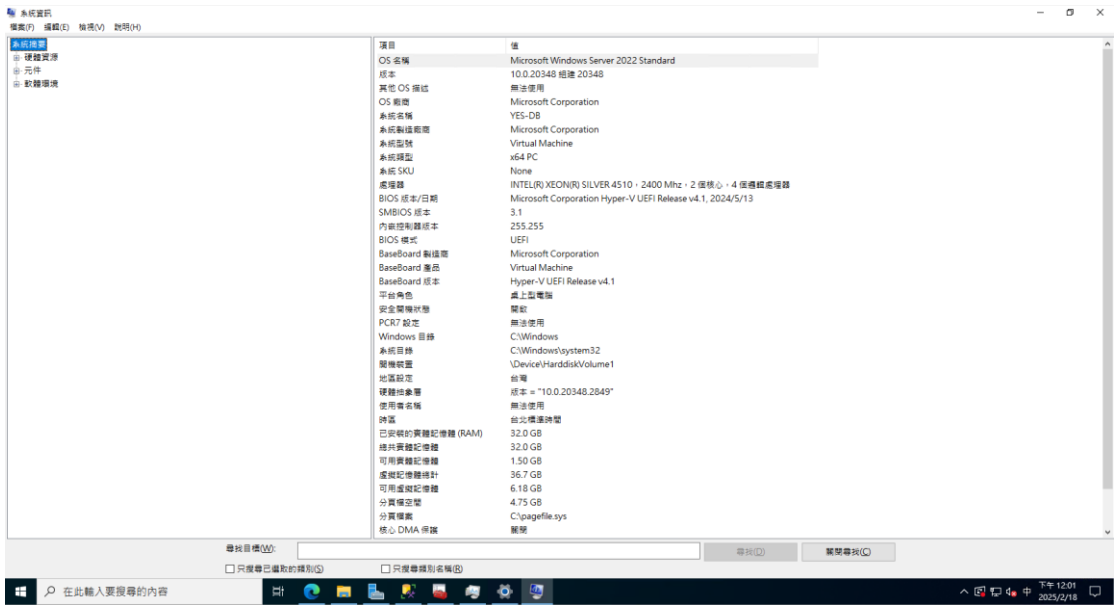 系統資訊
檔案(F) 編輯(E) 檢視(V) 說明(H)
系統摘要
硬體資源
元件
軟體環境
項目 值
OS 名稱 Microsoft Windows Server 2022 Standard
版本 10.0.20348 組建 20348
其他 OS 描述 無法使用
OS 廠商 Microsoft Corporation
系統名稱 YES-DB
系統製造廠商 Microsoft Corporation
系統型號 Virtual Machine
系統類型 x64 PC
系統 SKU None
處理器 INTEL(R) XEON(R) SILVER 4510，2400 Mhz，2 個核心，4 個邏輯處理器
BIOS 版本/日期 Microsoft Corporation Hyper-V UEFI Release v4.1, 2024/5/13
SMBIOS 版本 3.1
內嵌控制器版本 255.255
BIOS 模式 UEFI
BaseBoard 製造商 Microsoft Corporation
BaseBoard 產品 Virtual Machine
BaseBoard 版本 Hyper-V UEFI Release v4.1
平台角色 桌上型電腦
安全開機狀態 開啟
PCR7 設定 無法使用
Windows 目錄 C:\Windows
系統目錄 C:\Windows\system32
開機裝置 \Device\HarddiskVolume1
地區設定 台灣
硬體抽象層 版本 = "10.0.20348.2849"
使用者名稱 無法使用
時區 台北標準時間
已安裝的實體記憶體 (RAM) 32.0 GB
總共實體記憶體 32.0 GB
可用實體記憶體 1.50 GB
虛擬記憶體總計 36.7 GB
可用虛擬記憶體 6.18 GB
分頁檔空間 4.75 GB
分頁檔案 C:\pagefile.sys
核心 DMA 保護 關閉
尋找目標(W): 尋找(D) 關閉尋找(C)
只搜尋已選取的類別(S) 只搜尋類別名稱(R)
在此輸入要搜尋的內容 中 下午 12:01
2025/2/18